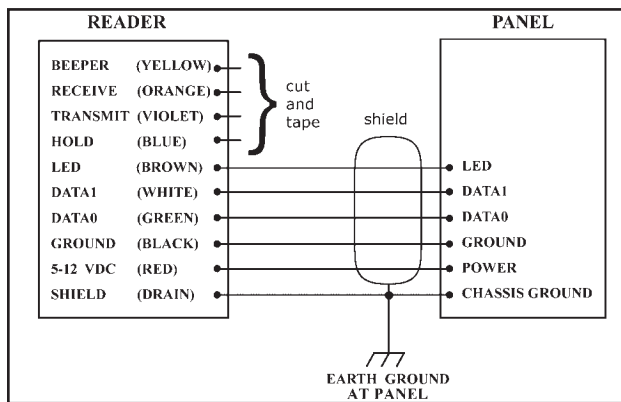 READER
PANEL
BEEPER (YELLOW)
RECEIVE (ORANGE)
TRANSMIT (VIOLET)
HOLD (BLUE)
LED (BROWN)
DATA1 (WHITE)
DATA0 (GREEN)
GROUND (BLACK)
5-12 VDC (RED)
SHIELD (DRAIN)
cut
and
tape
shield
LED
DATA1
DATA0
GROUND
POWER
CHASSIS GROUND
EARTH GROUND
AT PANEL